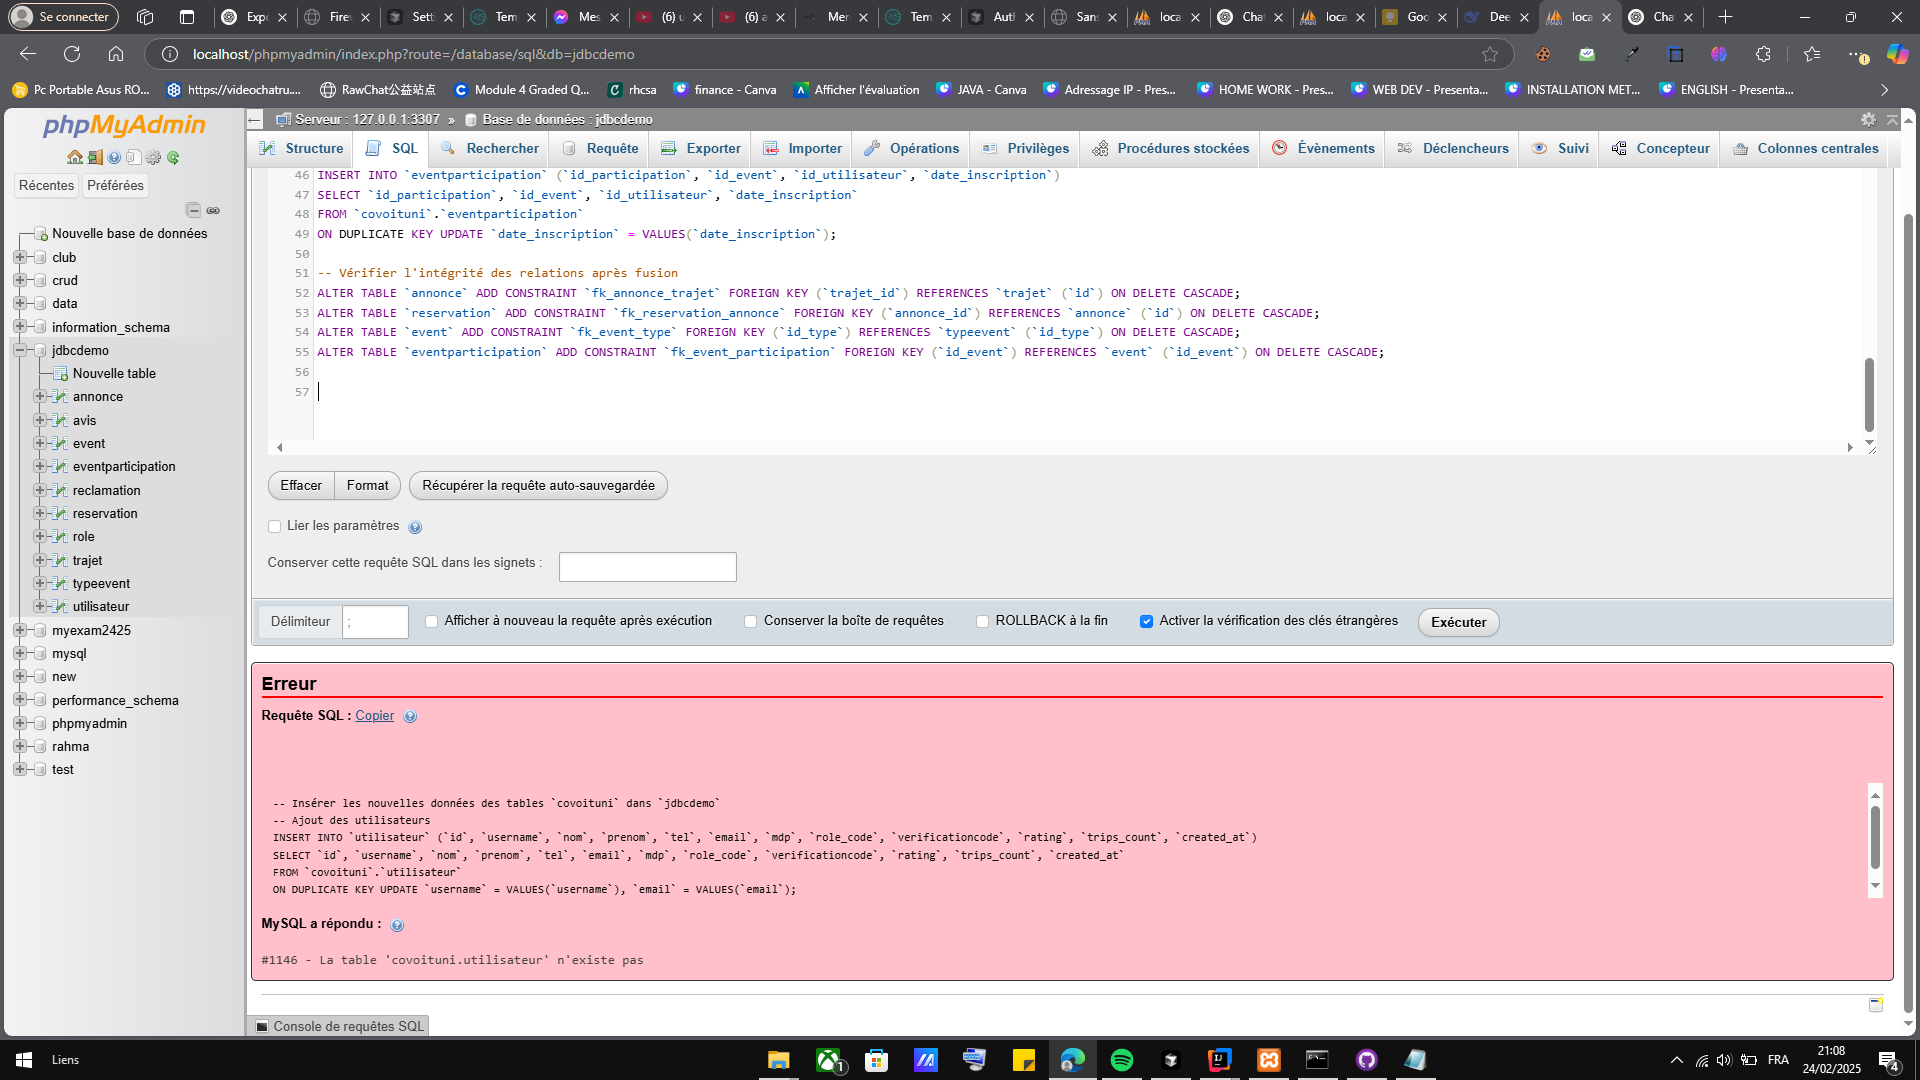 Se connecter
Expo
Firev
Setti
Tem
Mes
(6) u
(6) a
Mer
Tem
Aut
Sans
loca
Chat
loca
Goo
Dee
loca
Cha
localhost/phpmyadmin/index.php?route=/database/sql&db=jdbcdemo
Pc Portable Asus RO...
https://videochatru....
RawChat公益站点
Module 4 Graded Q...
rhcsa
finance - Canva
Afficher l'évaluation
JAVA - Canva
Adressage IP - Pres...
HOME WORK - Pres...
WEB DEV - Presenta...
INSTALLATION MET...
ENGLISH - Presenta...
phpMyAdmin
Récentes
Préférées
Nouvelle base de données
club
crud
data
information_schema
jdbcdemo
Nouvelle table
annonce
avis
event
eventparticipation
reclamation
reservation
role
trajet
typeevent
utilisateur
myexam2425
mysql
new
performance_schema
phpmyadmin
rahma
test
Serveur : 127.0.0.1:3307 » Base de données : jdbcdemo
Structure
SQL
Rechercher
Requête
Exporter
Importer
Opérations
Privilèges
Procédures stockées
Évènements
Déclencheurs
Suivi
Concepteur
Colonnes centrales
46 INSERT INTO `eventparticipation` (`id_participation`, `id_event`, `id_utilisateur`, `date_inscription`)
47 SELECT `id_participation`, `id_event`, `id_utilisateur`, `date_inscription`
48 FROM `covoituni`.`eventparticipation`
49 ON DUPLICATE KEY UPDATE `date_inscription` = VALUES(`date_inscription`);
50
51 -- Vérifier l'intégrité des relations après fusion
52 ALTER TABLE `annonce` ADD CONSTRAINT `fk_annonce_trajet` FOREIGN KEY (`trajet_id`) REFERENCES `trajet` (`id`) ON DELETE CASCADE;
53 ALTER TABLE `reservation` ADD CONSTRAINT `fk_reservation_annonce` FOREIGN KEY (`annonce_id`) REFERENCES `annonce` (`id`) ON DELETE CASCADE;
54 ALTER TABLE `event` ADD CONSTRAINT `fk_event_type` FOREIGN KEY (`id_type`) REFERENCES `typeevent` (`id_type`) ON DELETE CASCADE;
55 ALTER TABLE `eventparticipation` ADD CONSTRAINT `fk_event_participation` FOREIGN KEY (`id_event`) REFERENCES `event` (`id_event`) ON DELETE CASCADE;
56
57
Effacer
Format
Récupérer la requête auto-sauvegardée
Lier les paramètres
Conserver cette requête SQL dans les signets :
Délimiteur
;
Afficher à nouveau la requête après exécution
Conserver la boîte de requêtes
ROLLBACK à la fin
Activer la vérification des clés étrangères
Exécuter
Erreur
Requête SQL : Copier
-- Insérer les nouvelles données des tables `covoituni` dans `jdbcdemo`
-- Ajout des utilisateurs
INSERT INTO `utilisateur` (`id`, `username`, `nom`, `prenom`, `tel`, `email`, `mdp`, `role_code`, `verificationcode`, `rating`, `trips_count`, `created_at`)
SELECT `id`, `username`, `nom`, `prenom`, `tel`, `email`, `mdp`, `role_code`, `verificationcode`, `rating`, `trips_count`, `created_at`
FROM `covoituni`.`utilisateur`
ON DUPLICATE KEY UPDATE `username` = VALUES(`username`), `email` = VALUES(`email`);
MySQL a répondu :
#1146 - La table 'covoituni.utilisateur' n'existe pas
Console de requêtes SQL
Liens
1
FRA
21:08
24/02/2025
4